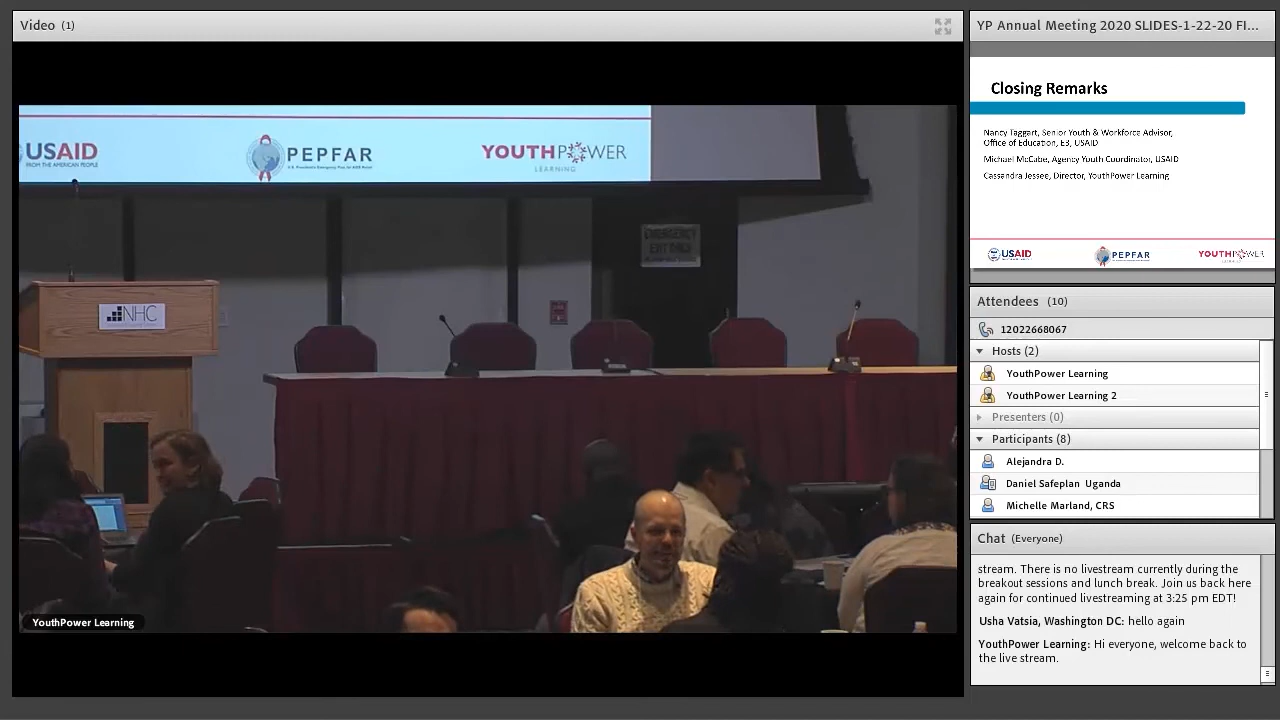 Video (1)
USAID
FROM THE AMERICAN PEOPLE
PEPFAR
YOUTHPOWER
LEARNING
EMERGENCY
EXIT ONLY
NHC
YouthPower Learning
YP Annual Meeting 2020 SLIDES-1-22-20 FI...
Closing Remarks
Nancy Taggart, Senior Youth & Workforce Advisor,
Office of Education, E3, USAID
Michael McCabe, Agency Youth Coordinator, USAID
Cassandra Jessee, Director, YouthPower Learning
USAID
PEPFAR
YOUTHPOWER
Attendees (10)
12022668067
Hosts (2)
YouthPower Learning
YouthPower Learning 2
Presenters (0)
Participants (8)
Alejandra D.
Daniel Safeplan Uganda
Michelle Marland, CRS
Chat (Everyone)
stream. There is no livestream currently during the
breakout sessions and lunch break. Join us back here
again for continued livestreaming at 3:25 pm EDT!
Usha Vatsia, Washington DC: hello again
YouthPower Learning: Hi everyone, welcome back to
the live stream.